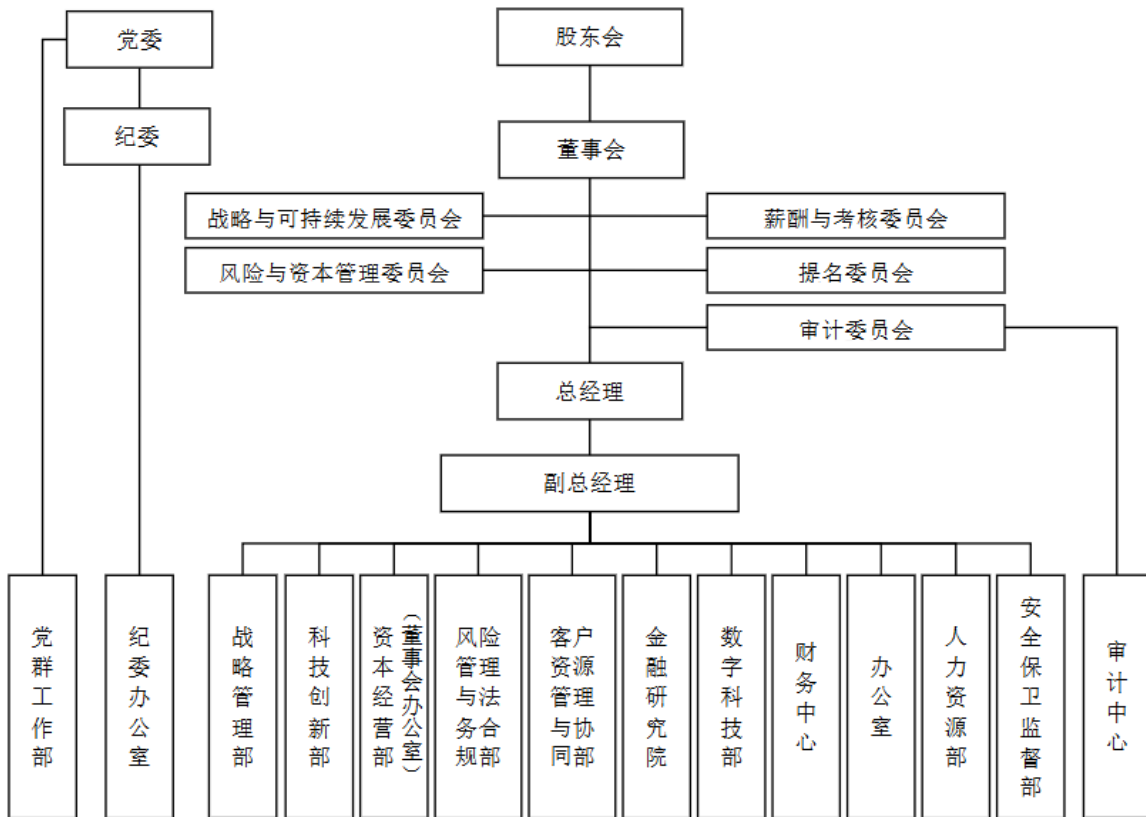 党委
股东会
纪委
董事会
战略与可持续发展委员会
薪酬与考核委员会
风险与资本管理委员会
提名委员会
审计委员会
总经理
副总经理
党群工作部
纪委办公室
战略管理部
科技创新部
资本经营部
（董事会办公室）
风险管理与法务合规部
客户资源管理与协同部
金融研究院
数字科技部
财务中心
办公室
人力资源部
安全保卫监督部
审计中心